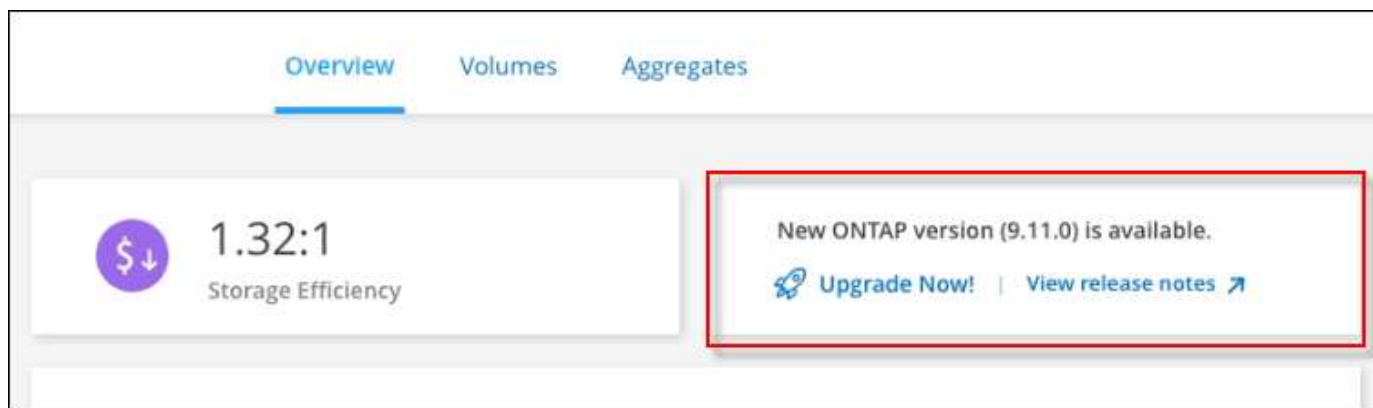 Overview Volumes Aggregates
1.32:1
Storage Efficiency
New ONTAP version (9.11.0) is available.
Upgrade Now! | View release notes